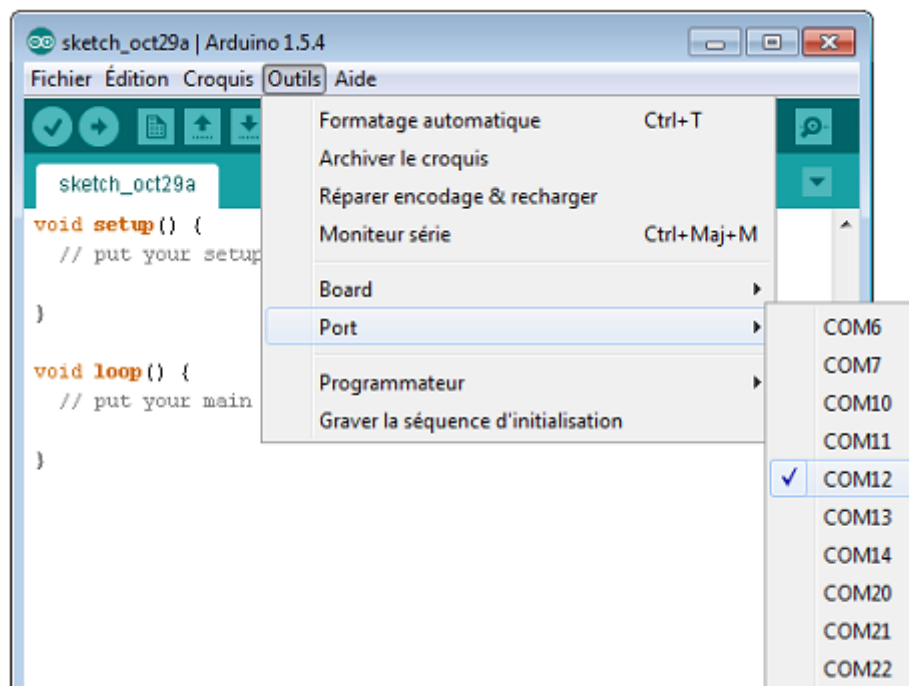 sketch_oct29a | Arduino 1.5.4
Fichier Édition Croquis Outils Aide
sketch_oct29a
void setup() {
// put your setup
}
void loop() {
// put your main
}
Formatage automatique Ctrl+T
Archiver le croquis
Réparer encodage & recharger
Moniteur série Ctrl+Maj+M
Board
Port
Programmateur
Graver la séquence d'initialisation
COM6
COM7
COM10
COM11
COM12
COM13
COM14
COM20
COM21
COM22